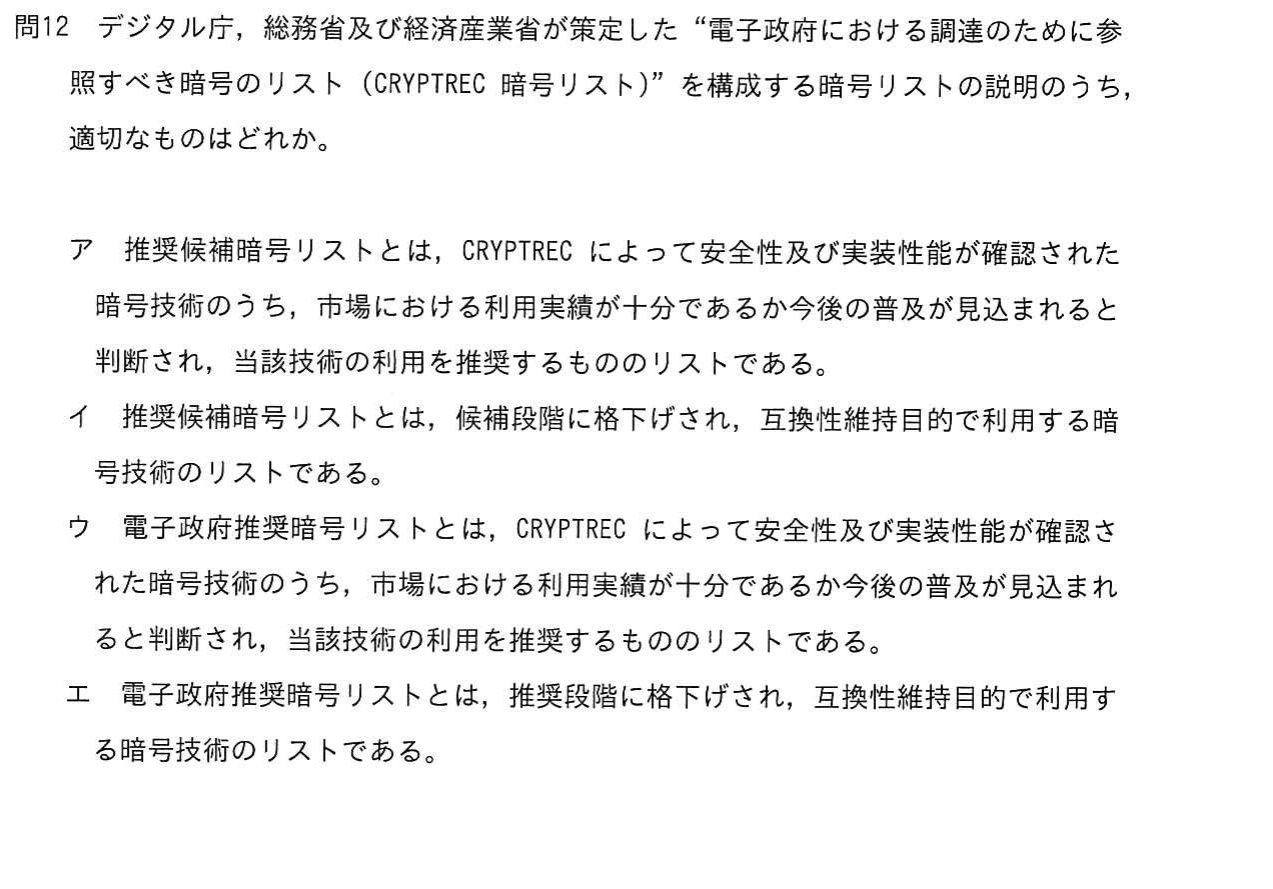 問12 デジタル庁，総務省及び経済産業省が策定した“電子政府における調達のために参
照すべき暗号のリスト（CRYPTREC 暗号リスト）”を構成する暗号リストの説明のうち，
適切なものはどれか。
ア 推奨候補暗号リストとは，CRYPTREC によって安全性及び実装性能が確認された
暗号技術のうち，市場における利用実績が十分であるか今後の普及が見込まれると
判断され，当該技術の利用を推奨するもののリストである。
イ 推奨候補暗号リストとは，候補段階に格下げされ，互換性維持目的で利用する暗
号技術のリストである。
ウ 電子政府推奨暗号リストとは，CRYPTREC によって安全性及び実装性能が確認さ
れた暗号技術のうち，市場における利用実績が十分であるか今後の普及が見込まれ
ると判断され，当該技術の利用を推奨するもののリストである。
エ 電子政府推奨暗号リストとは，推奨段階に格下げされ，互換性維持目的で利用す
る暗号技術のリストである。